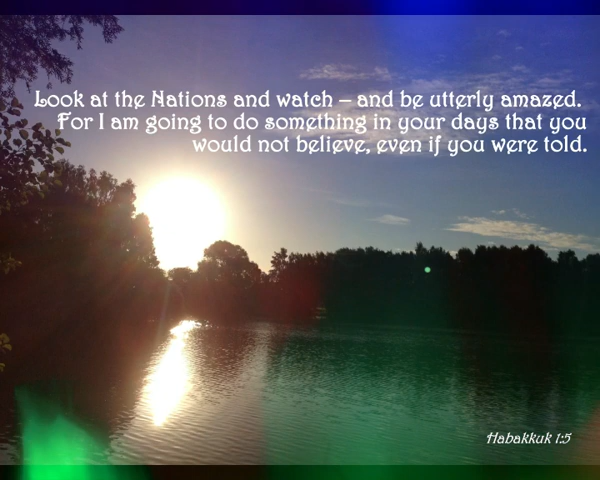 Look at the Nations and watch – and be utterly amazed.
For I am going to do something in your days that you
would not believe, even if you were told.
Habakkuk 1:5